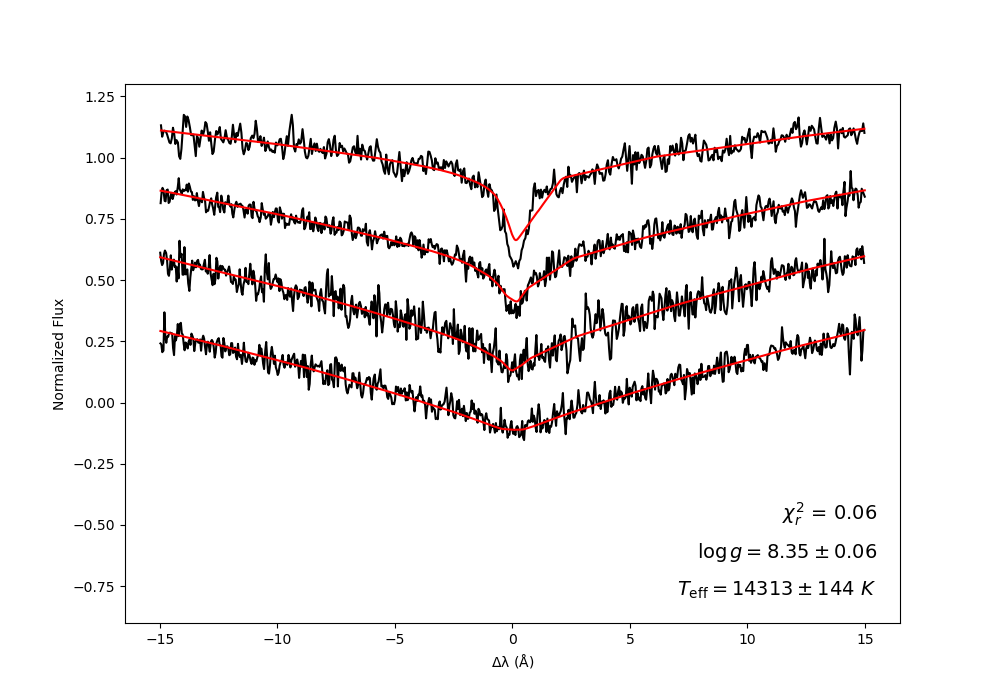 1.25
1.00
0.75
0.50
0.25
0.00
−0.25
−0.50
−0.75
Normalized Flux
χ²ᵣ = 0.06
log g = 8.35 ± 0.06
T_eff = 14313 ± 144 K
−15 −10 −5 0 5 10 15
Δλ (Å)